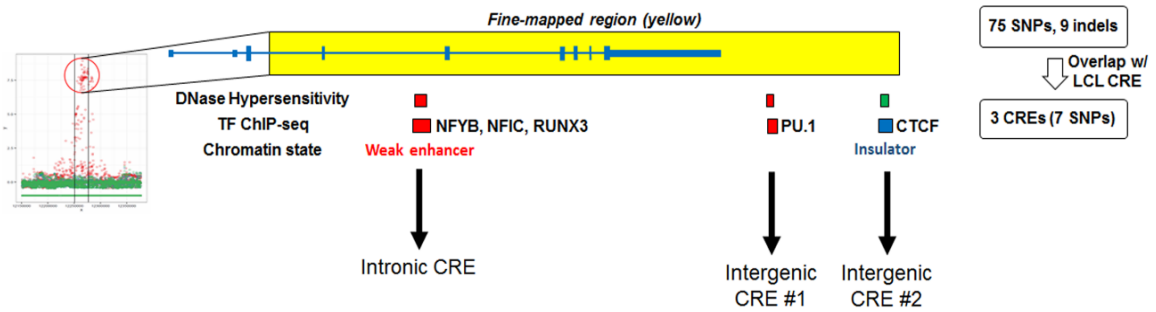 Fine-mapped region (yellow)
75 SNPs, 9 indels
Overlap w/
LCL CRE
3 CREs (7 SNPs)
DNase Hypersensitivity
TF ChIP-seq
NFYB, NFIC, RUNX3
PU.1
CTCF
Chromatin state
Weak enhancer
Insulator
Intronic CRE
Intergenic
CRE #1
Intergenic
CRE #2